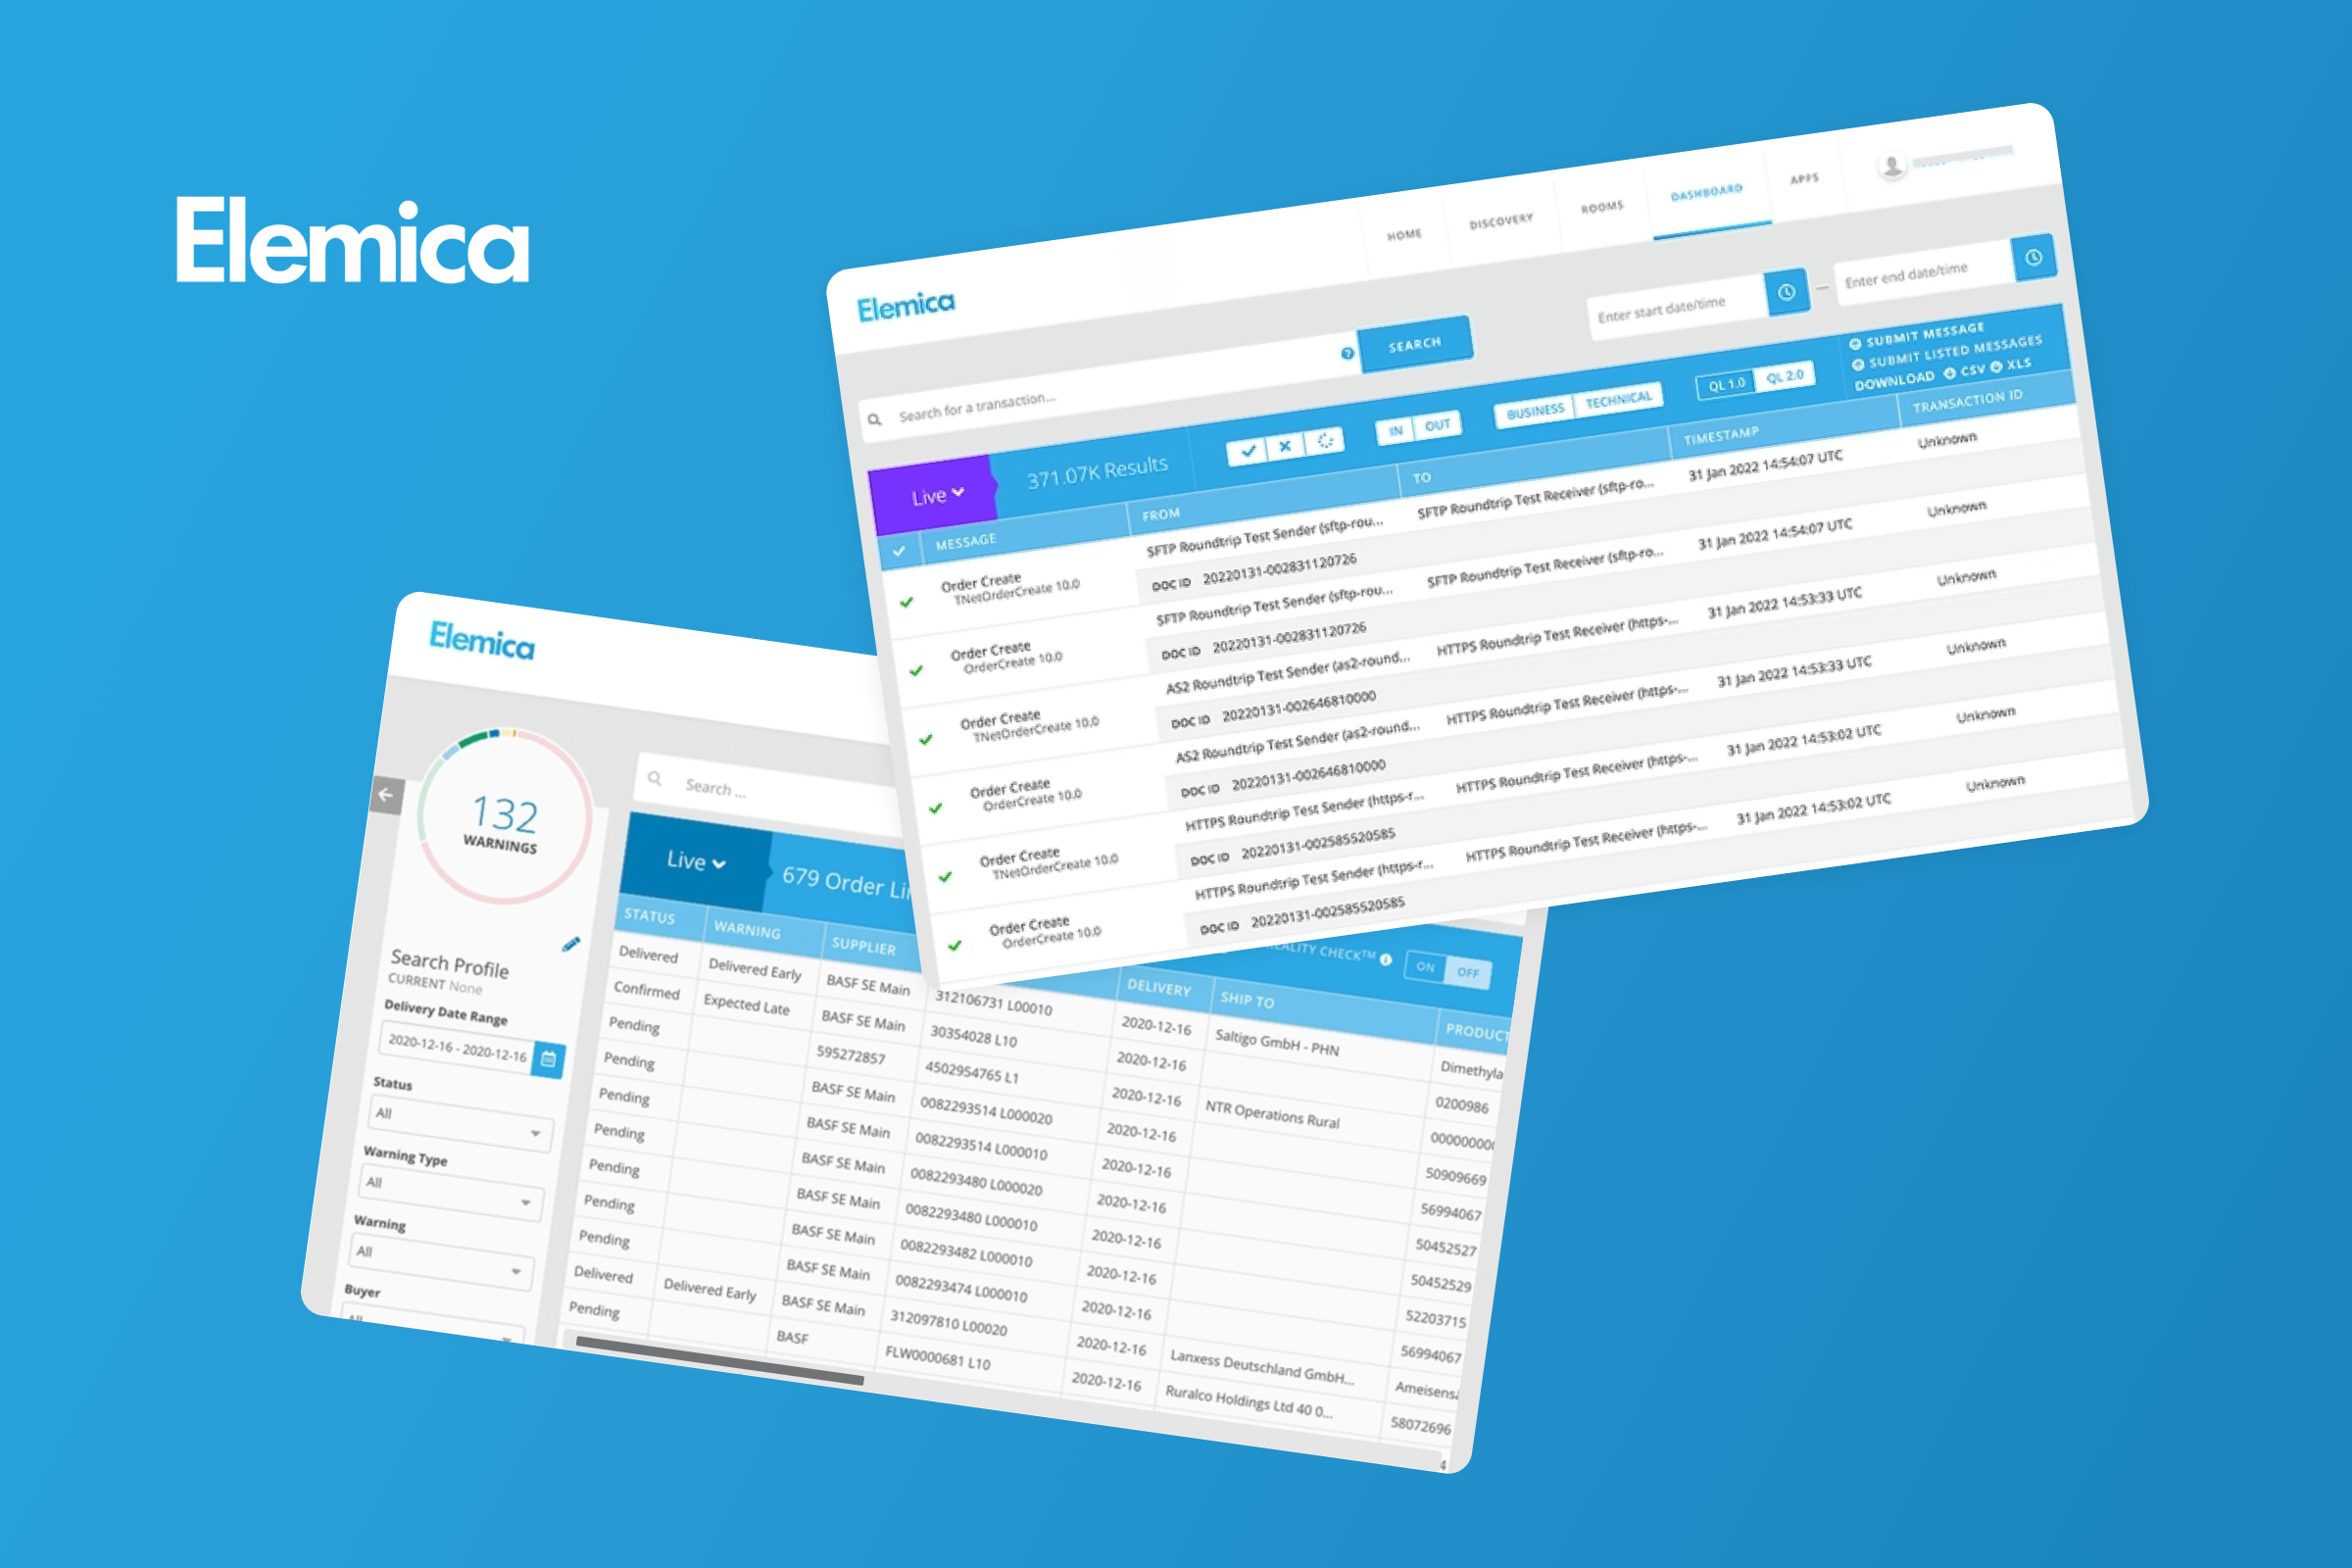 Elemica
Elemica
HOME
DISCOVERY
ROOMS
DASHBOARD
APPS
Search for a transaction...
SEARCH
Enter start date/time
—
Enter end date/time
Live
371.07K Results
IN OUT
BUSINESS TECHNICAL
QL 1.0 QL 2.0
SUBMIT MESSAGE
SUBMIT LISTED MESSAGES
DOWNLOAD CSV XLS
MESSAGE FROM TO TIMESTAMP TRANSACTION ID
Order Create SFTP Roundtrip Test Sender (sftp-rou... SFTP Roundtrip Test Receiver (sftp-ro... 31 Jan 2022 14:54:07 UTC Unknown
TNetOrderCreate 10.0 DOC ID 20220131-002831120726
Order Create SFTP Roundtrip Test Sender (sftp-rou... SFTP Roundtrip Test Receiver (sftp-ro... 31 Jan 2022 14:54:07 UTC Unknown
OrderCreate 10.0 DOC ID 20220131-002831120726
Order Create AS2 Roundtrip Test Sender (as2-round... HTTPS Roundtrip Test Receiver (https-... 31 Jan 2022 14:53:33 UTC Unknown
TNetOrderCreate 10.0 DOC ID 20220131-002646810000
Order Create AS2 Roundtrip Test Sender (as2-round... HTTPS Roundtrip Test Receiver (https-... 31 Jan 2022 14:53:33 UTC Unknown
OrderCreate 10.0 DOC ID 20220131-002646810000
Order Create HTTPS Roundtrip Test Sender (https-r... HTTPS Roundtrip Test Receiver (https-... 31 Jan 2022 14:53:02 UTC Unknown
TNetOrderCreate 10.0 DOC ID 20220131-002585520585
Order Create HTTPS Roundtrip Test Sender (https-r... HTTPS Roundtrip Test Receiver (https-... 31 Jan 2022 14:53:02 UTC Unknown
OrderCreate 10.0 DOC ID 20220131-002585520585
Elemica
132
WARNINGS
Search Profile
CURRENT None
Delivery Date Range
2020-12-16 - 2020-12-16
Status
All
Warning Type
All
Warning
All
Buyer
All
Search ...
Live
679 Order Li
EALITY CHECK™
ON OFF
STATUS WARNING SUPPLIER DELIVERY SHIP TO PRODUCT
Delivered Delivered Early BASF SE Main 312106731 L00010 2020-12-16 Saltigo GmbH - PHN Dimethyla
Confirmed Expected Late BASF SE Main 30354028 L10 2020-12-16 0200986
Pending 595272857 4502954765 L1 2020-12-16 NTR Operations Rural 000000000
Pending BASF SE Main 0082293514 L000020 2020-12-16 50909669
Pending BASF SE Main 0082293514 L000010 2020-12-16 56994067
Pending BASF SE Main 0082293480 L000020 2020-12-16 50452527
Pending BASF SE Main 0082293480 L000010 2020-12-16 50452529
Pending BASF SE Main 0082293482 L000010 2020-12-16 52203715
Pending BASF SE Main 0082293474 L000010 2020-12-16 56994067
Delivered Delivered Early BASF SE Main 312097810 L00020 2020-12-16 Lanxess Deutschland GmbH... Ameisensä
Pending BASF FLW0000681 L10 2020-12-16 Ruralco Holdings Ltd 40 0... 58072696
4